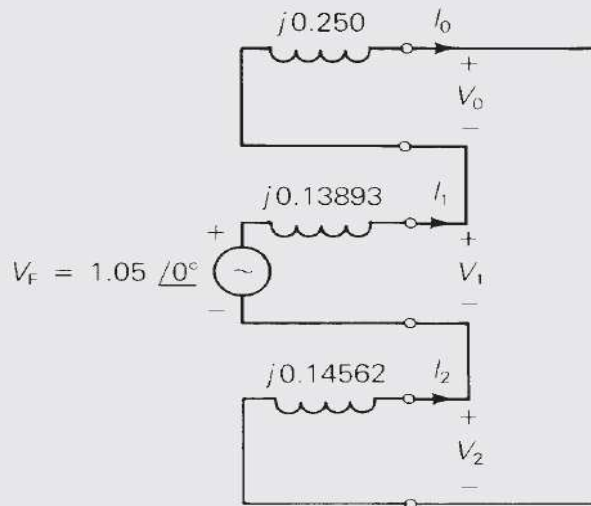 j0.250
I0
+
V0
−
j0.13893
I1
+
VF = 1.05 /0°
~
−
+
V1
−
j0.14562
I2
+
V2
−